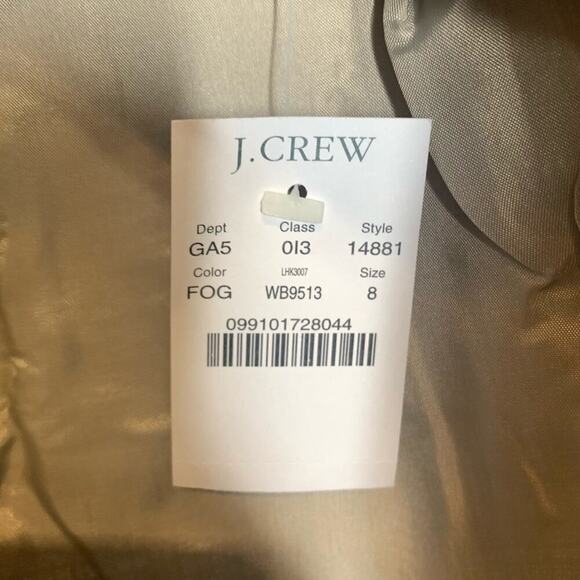 J.CREW
Dept Class Style
GA5 0I3 14881
Color LHK3007 Size
FOG WB9513 8
099101728044